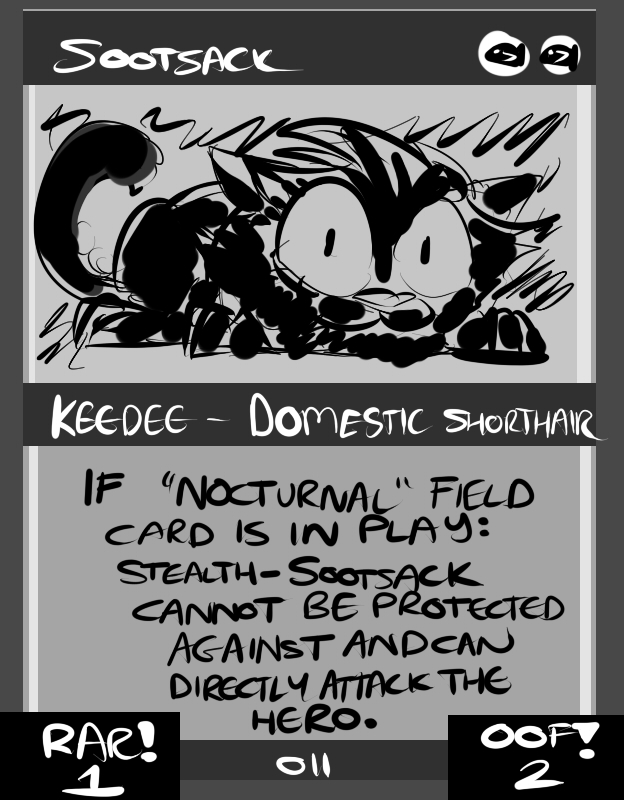 SOOTSACK
KEEDEE - DOMESTIC SHORTHAIR
IF "NOCTURNAL" FIELD
CARD IS IN PLAY:
STEALTH-SOOTSACK
CANNOT BE PROTECTED
AGAINST AND CAN
DIRECTLY ATTACK THE
HERO.
RAR!
1
011
OOF!
2